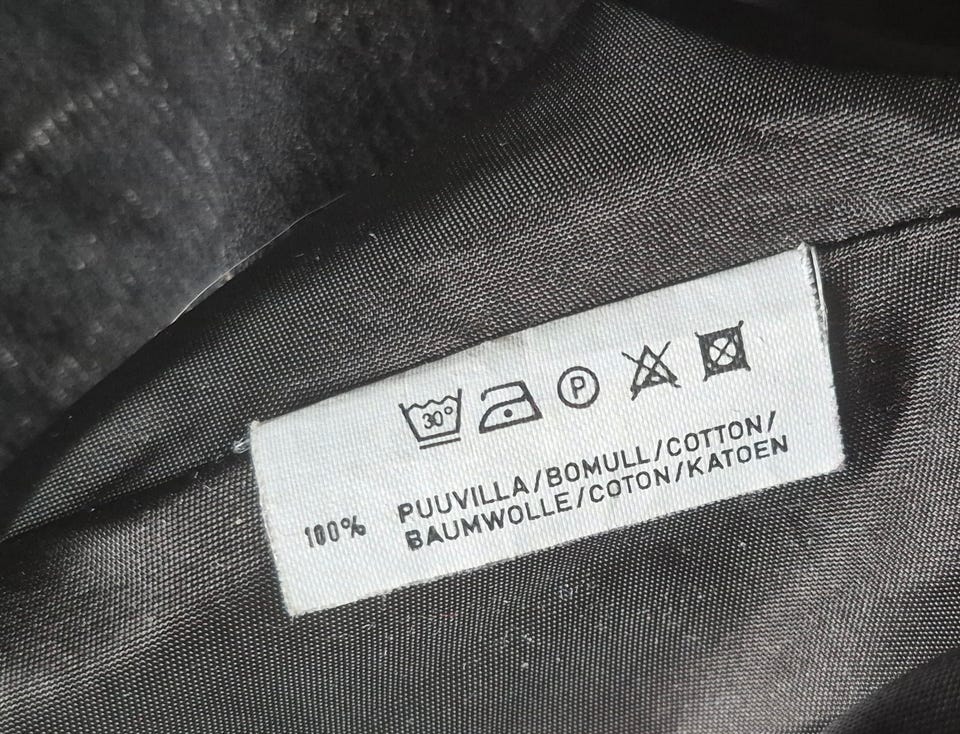 30°
P
PUUVILLA/BOMULL/COTTON/
100% BAUMWOLLE/COTON/KATOEN